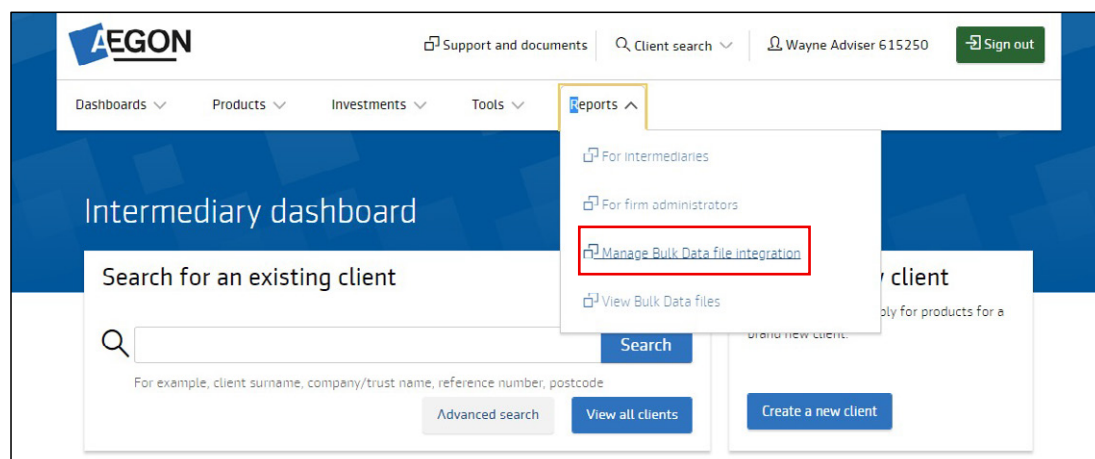 AEGON
Support and documents
Client search
Wayne Adviser 615250
Sign out
Dashboards
Products
Investments
Tools
Reports
For intermediaries
For firm administrators
Manage Bulk Data file integration
View Bulk Data files
Intermediary dashboard
Search for an existing client
Search
For example, client surname, company/trust name, reference number, postcode
Advanced search
View all clients
client
for products for a
brand new client.
Create a new client